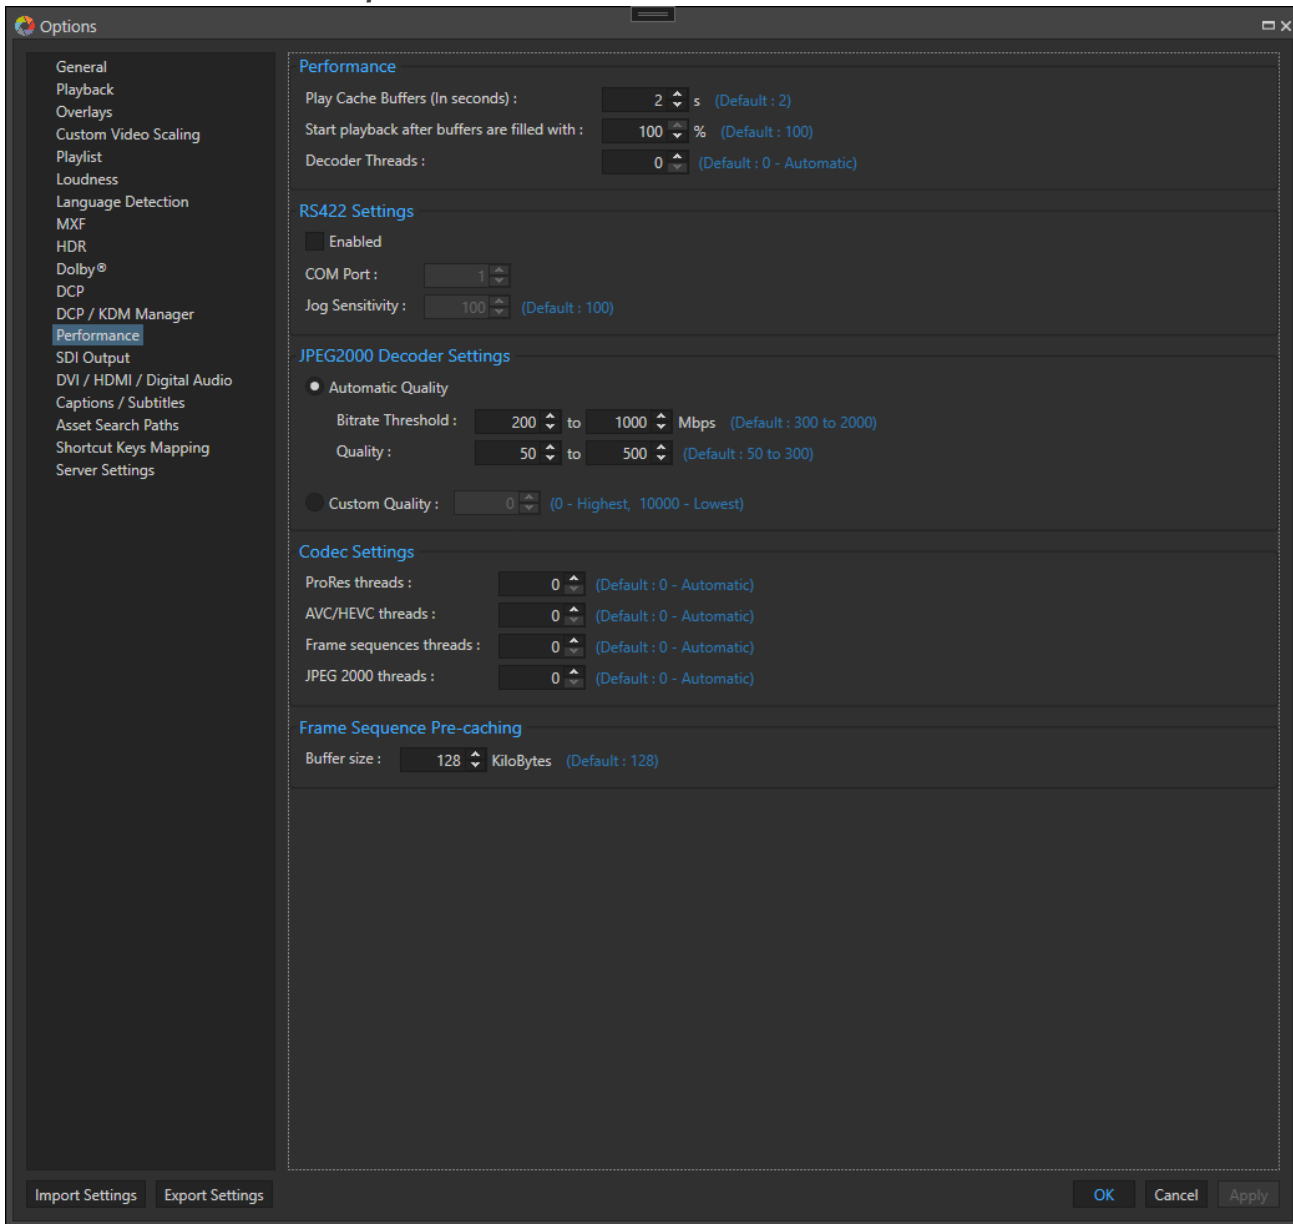 Options
General
Playback
Overlays
Custom Video Scaling
Playlist
Loudness
Language Detection
MXF
HDR
Dolby®
DCP
DCP / KDM Manager
Performance
SDI Output
DVI / HDMI / Digital Audio
Captions / Subtitles
Asset Search Paths
Shortcut Keys Mapping
Server Settings
Performance
Play Cache Buffers (In seconds) : 2 s (Default : 2)
Start playback after buffers are filled with : 100 % (Default : 100)
Decoder Threads : 0 (Default : 0 - Automatic)
RS422 Settings
Enabled
COM Port : 1
Jog Sensitivity : 100 (Default : 100)
JPEG2000 Decoder Settings
Automatic Quality
Bitrate Threshold : 200 to 1000 Mbps (Default : 300 to 2000)
Quality : 50 to 500 (Default : 50 to 300)
Custom Quality : 0 (0 - Highest, 10000 - Lowest)
Codec Settings
ProRes threads : 0 (Default : 0 - Automatic)
AVC/HEVC threads : 0 (Default : 0 - Automatic)
Frame sequences threads : 0 (Default : 0 - Automatic)
JPEG 2000 threads : 0 (Default : 0 - Automatic)
Frame Sequence Pre-caching
Buffer size : 128 KiloBytes (Default : 128)
Import Settings Export Settings OK Cancel Apply